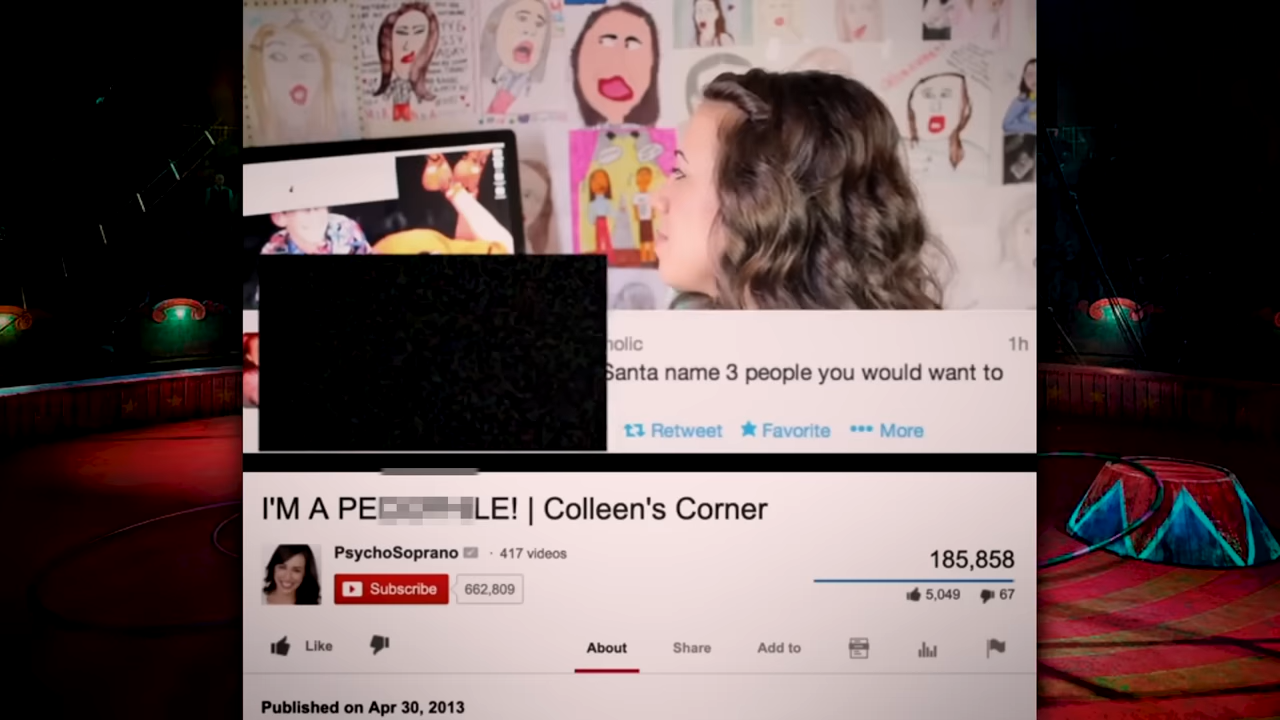 holic
1h
Santa name 3 people you would want to
Retweet Favorite More
I'M A PE LE! | Colleen's Corner
PsychoSoprano · 417 videos
Subscribe 662,809
185,858
5,049 67
Like
About Share Add to
Published on Apr 30, 2013